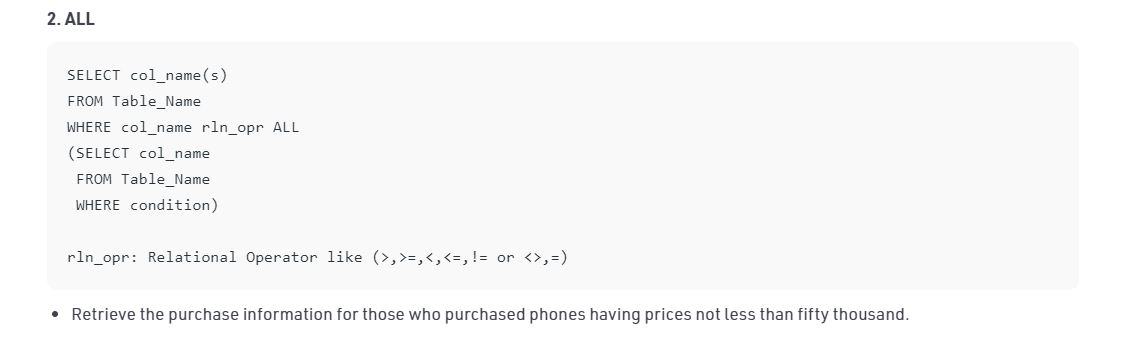 2. ALL
SELECT col_name(s)
FROM Table_Name
WHERE col_name rln_opr ALL
(SELECT col_name
FROM Table_Name
WHERE condition)
rln_opr: Relational Operator like (>,>=,<,<=,!= or <>,=)
• Retrieve the purchase information for those who purchased phones having prices not less than fifty thousand.